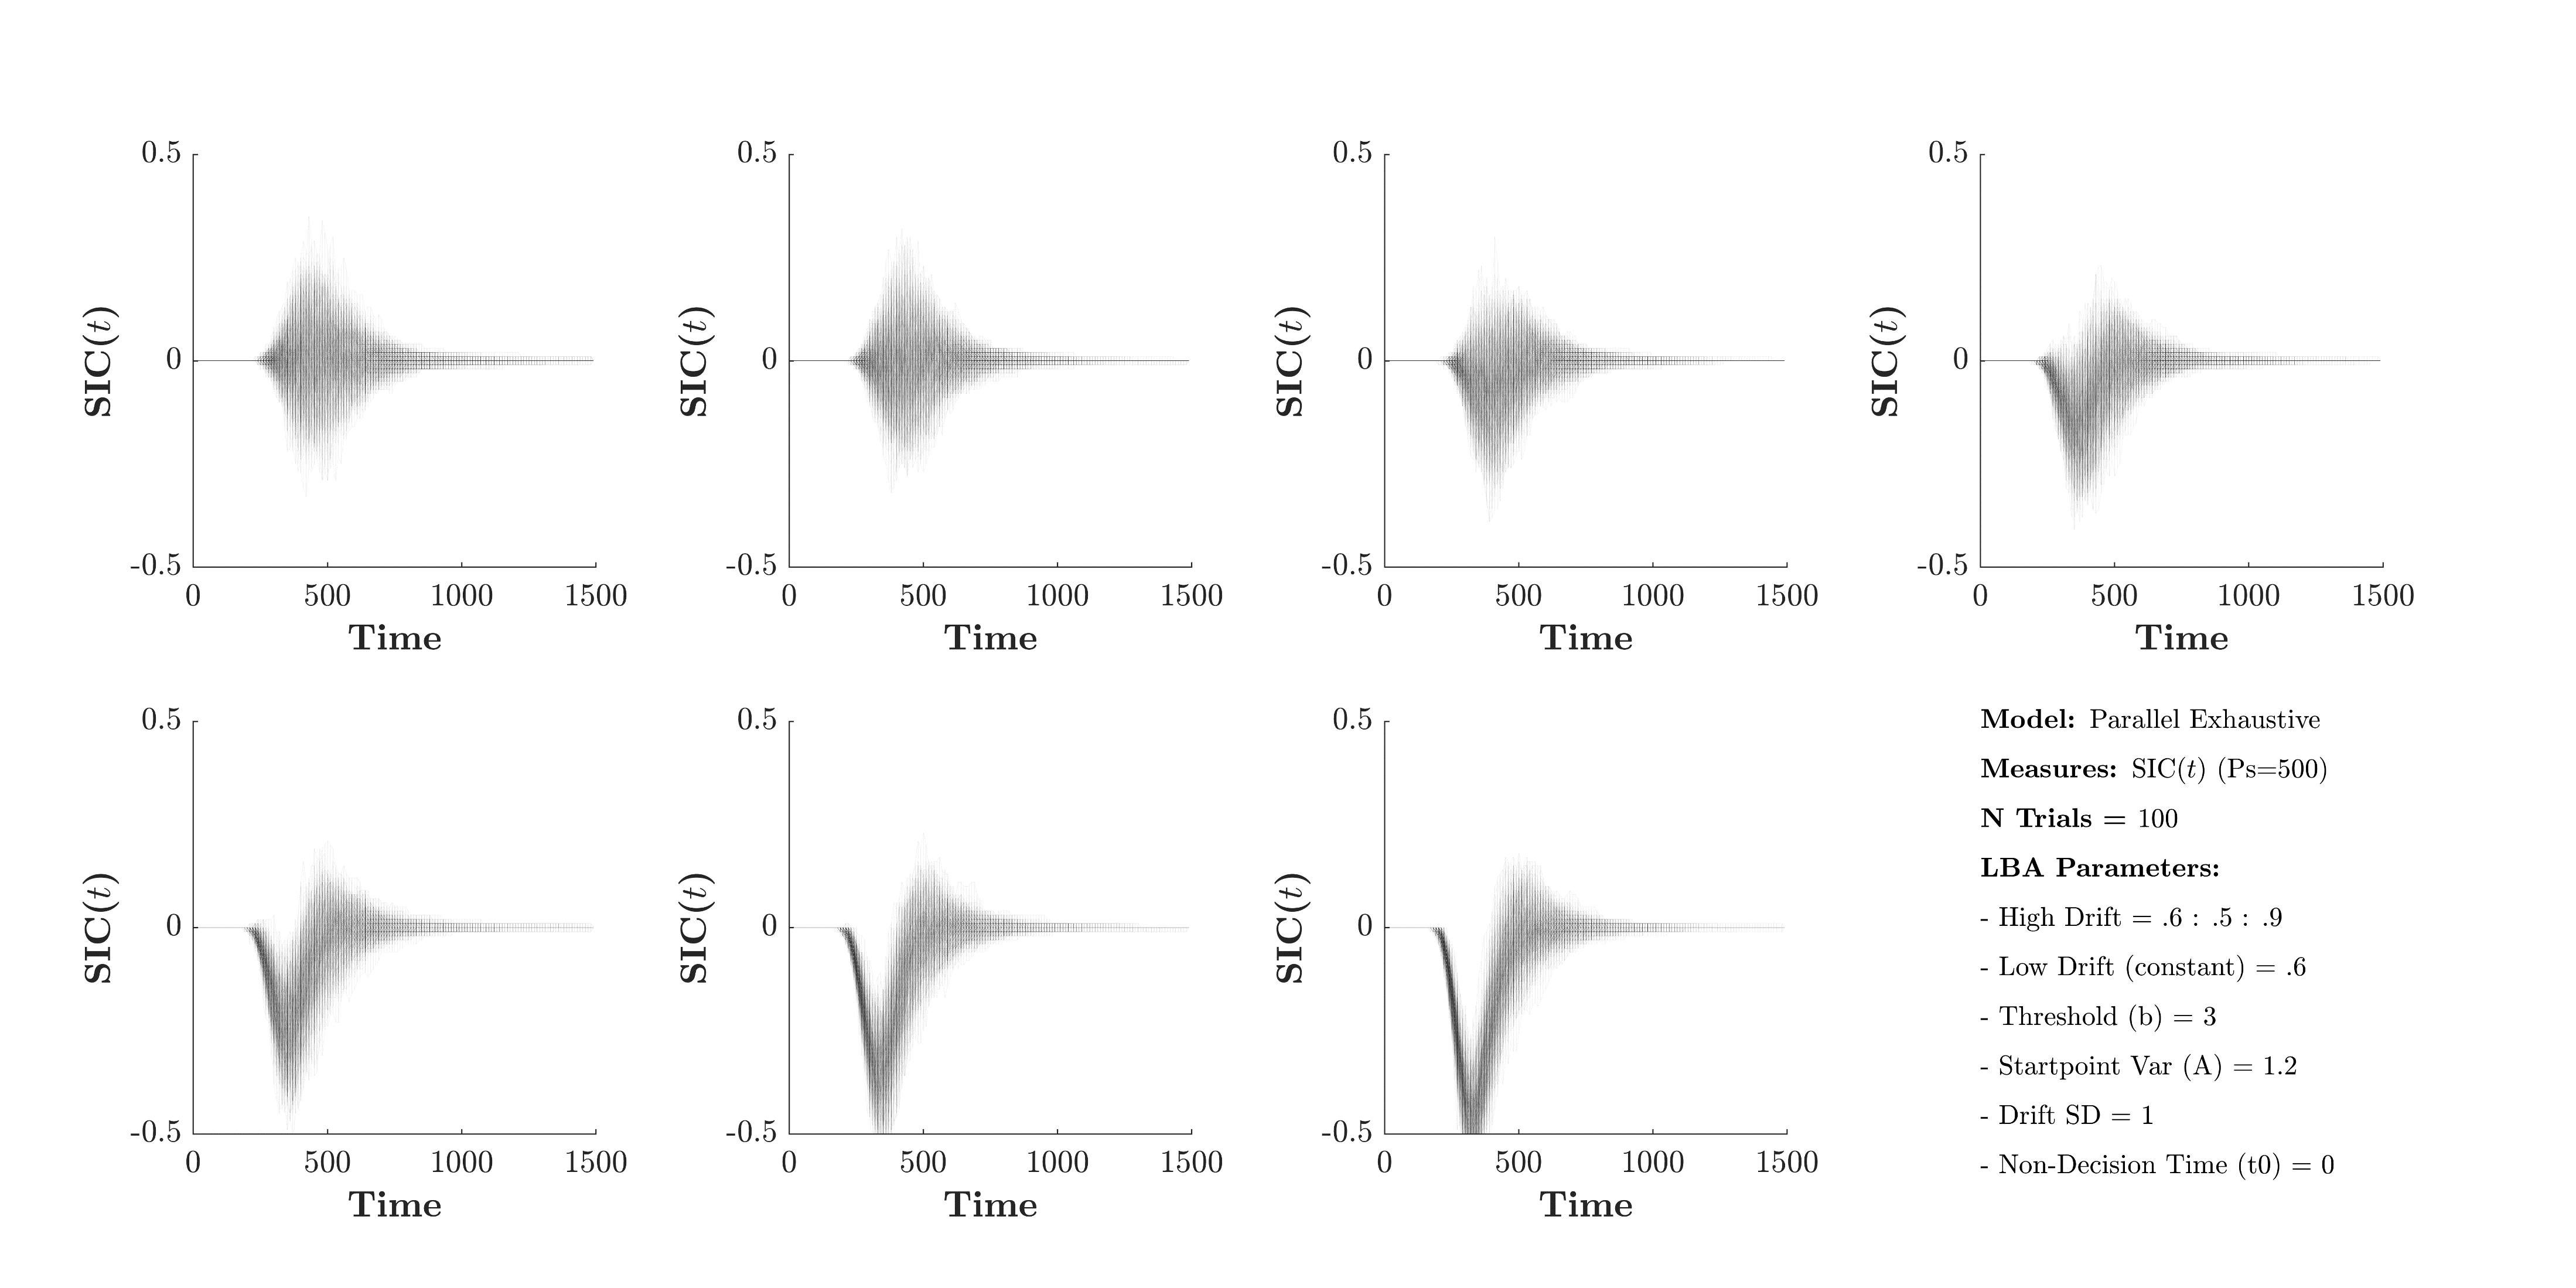 0.5
0
-0.5
SIC(t)
0 500 1000 1500
Time
0.5
0
-0.5
SIC(t)
0 500 1000 1500
Time
0.5
0
-0.5
SIC(t)
0 500 1000 1500
Time
0.5
0
-0.5
SIC(t)
0 500 1000 1500
Time
0.5
0
-0.5
SIC(t)
0 500 1000 1500
Time
0.5
0
-0.5
SIC(t)
0 500 1000 1500
Time
0.5
0
-0.5
SIC(t)
0 500 1000 1500
Time
Model: Parallel Exhaustive
Measures: SIC(t) (Ps=500)
N Trials = 100
LBA Parameters:
- High Drift = .6 : .5 : .9
- Low Drift (constant) = .6
- Threshold (b) = 3
- Startpoint Var (A) = 1.2
- Drift SD = 1
- Non-Decision Time (t0) = 0